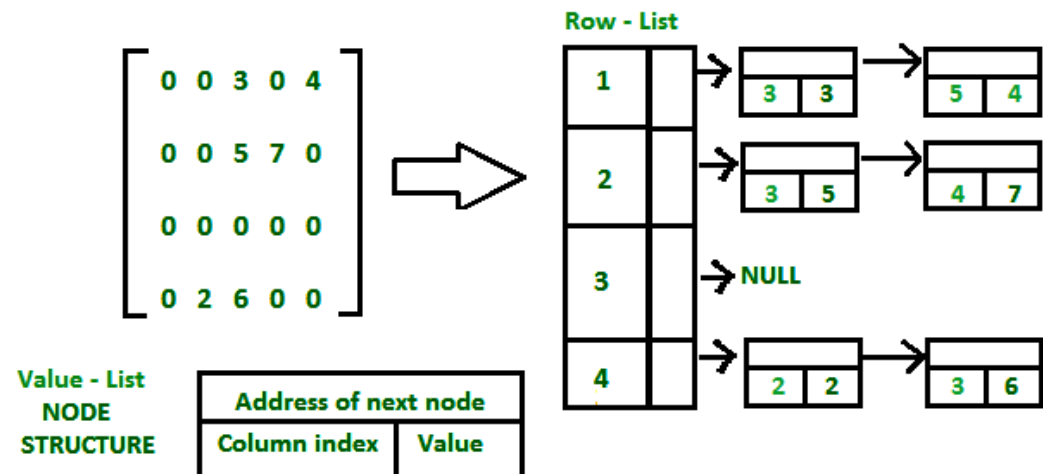 Row - List
0 0 3 0 4
0 0 5 7 0
0 0 0 0 0
0 2 6 0 0
1
3 3
5 4
2
3 5
4 7
3
NULL
4
2 2
3 6
Value - List
NODE
STRUCTURE
Address of next node
Column index Value